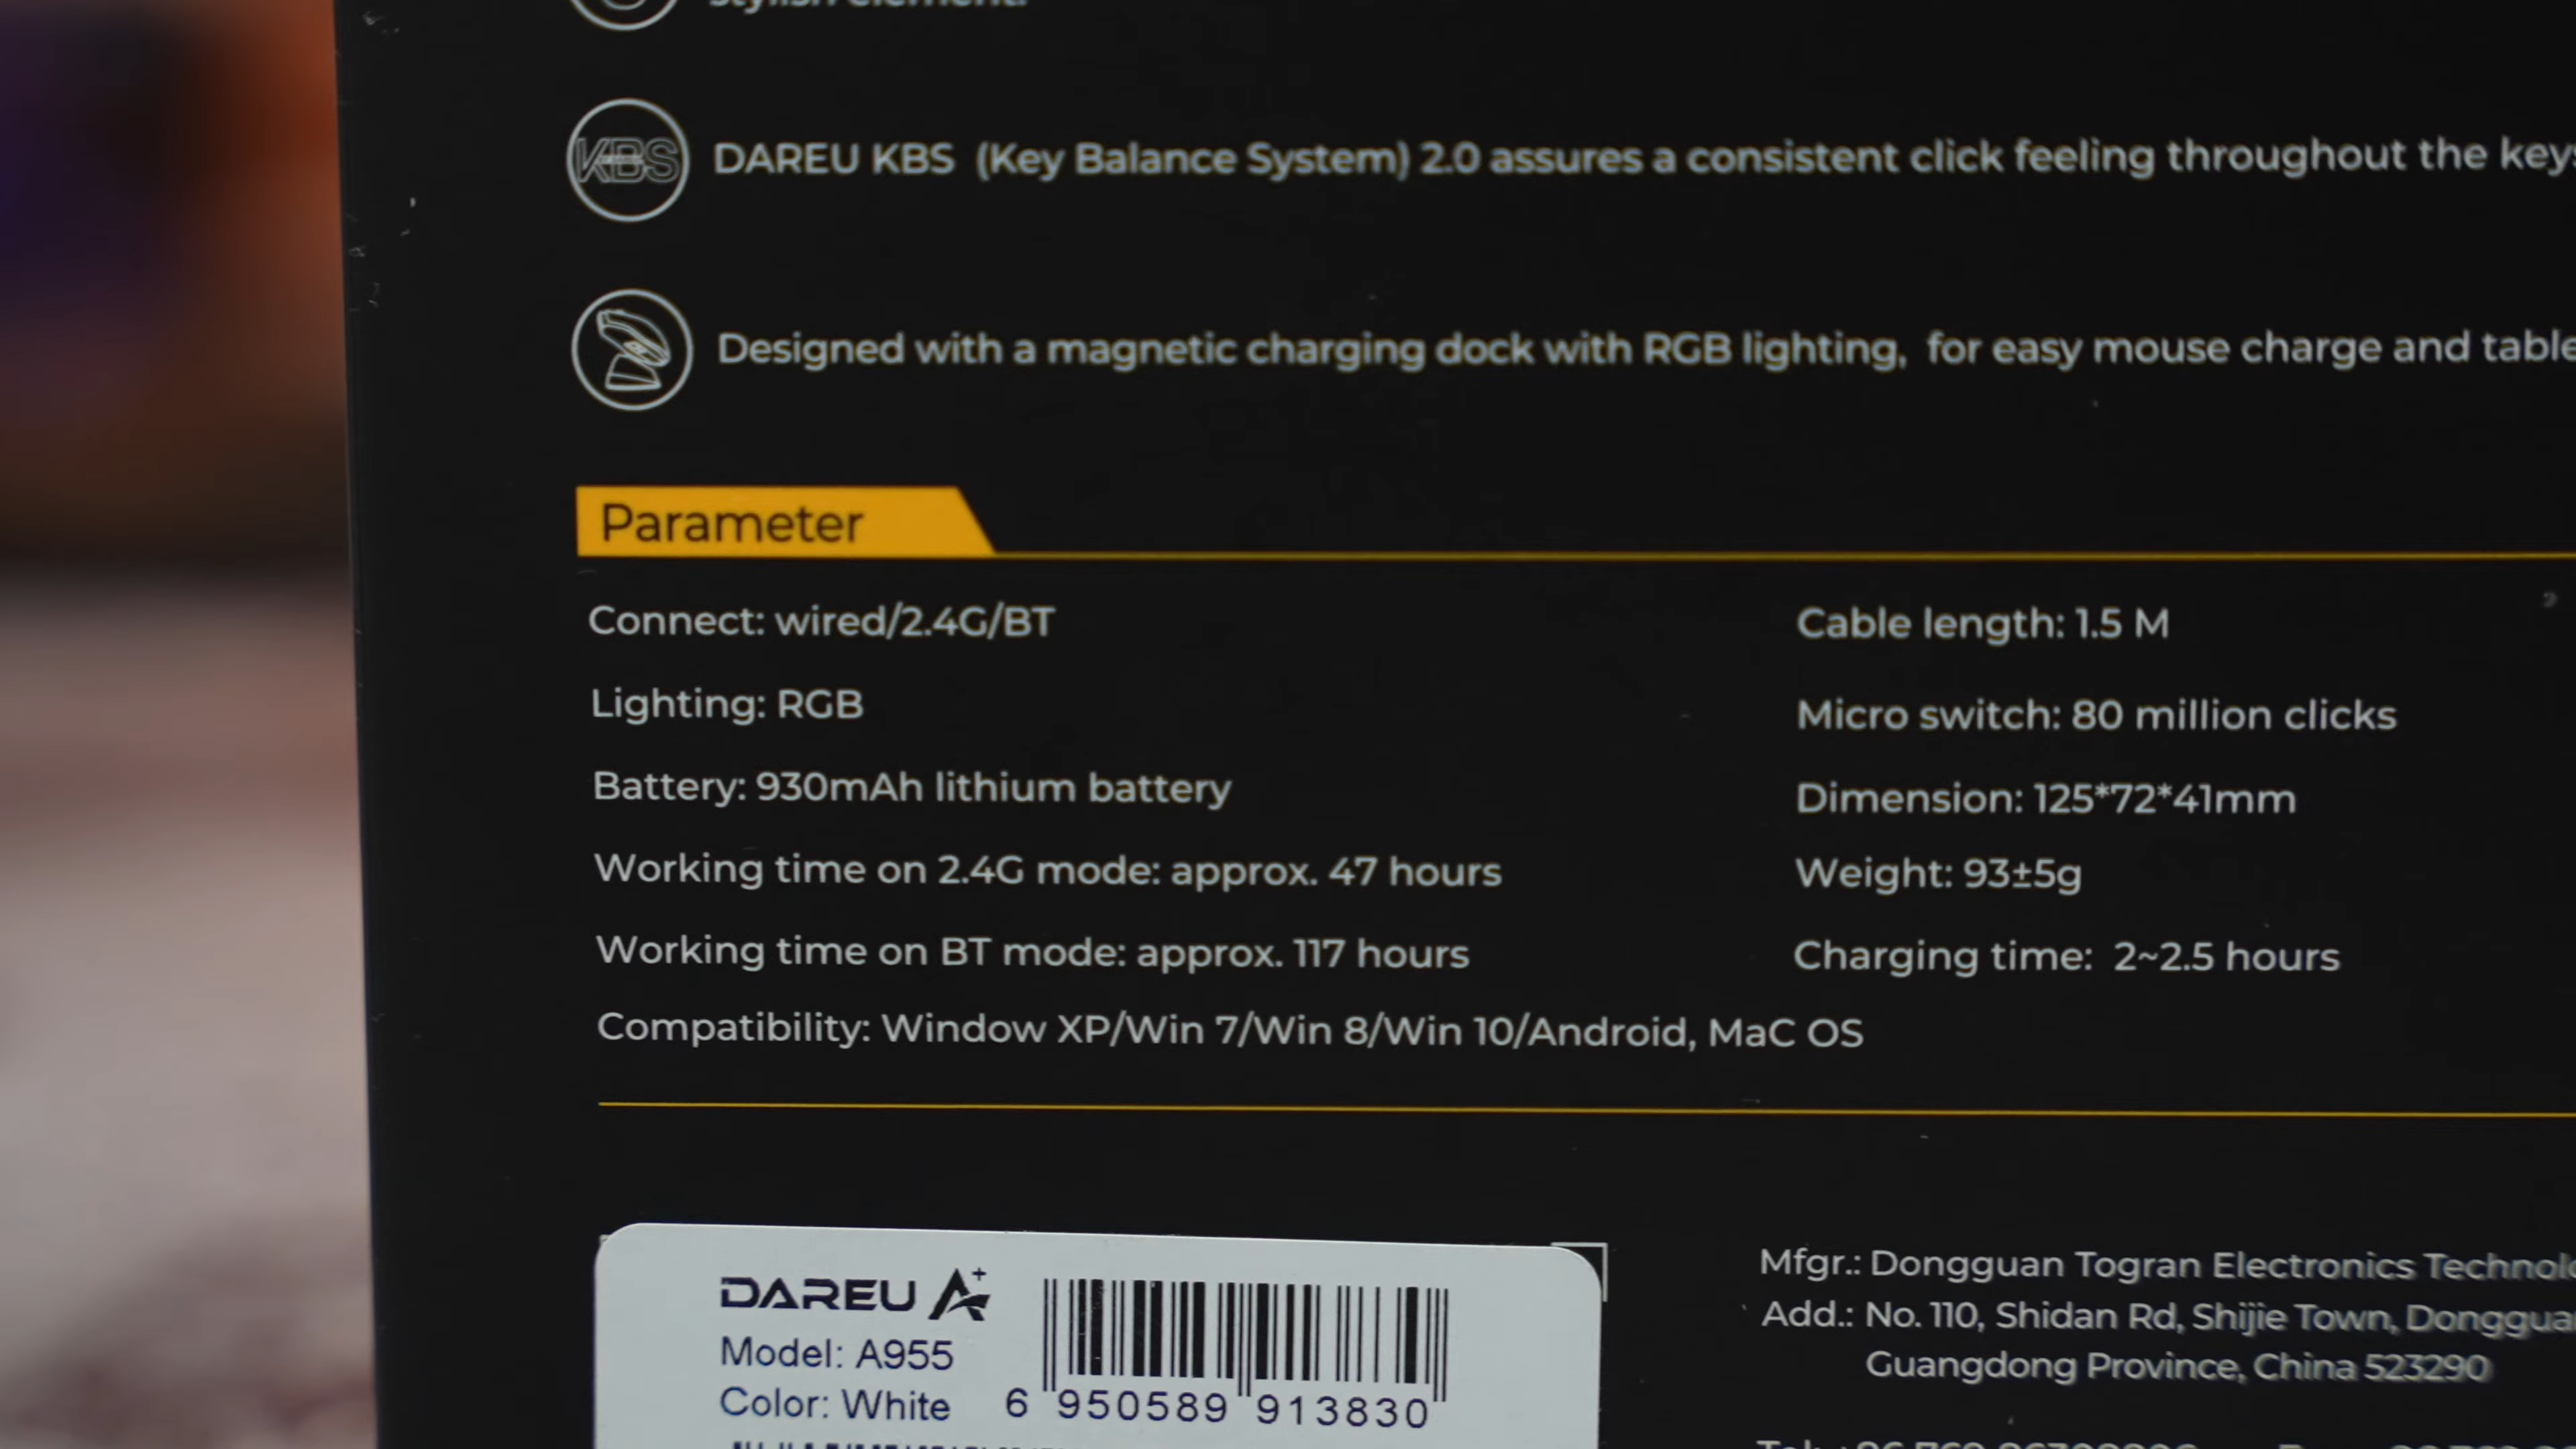 stylish element.
KBS
DAREU KBS (Key Balance System) 2.0 assures a consistent click feeling throughout the keys
Designed with a magnetic charging dock with RGB lighting, for easy mouse charge and table
Parameter
Connect: wired/2.4G/BT
Cable length: 1.5 M
Lighting: RGB
Micro switch: 80 million clicks
Battery: 930mAh lithium battery
Dimension: 125*72*41mm
Working time on 2.4G mode: approx. 47 hours
Weight: 93±5g
Working time on BT mode: approx. 117 hours
Charging time: 2~2.5 hours
Compatibility: Window XP/Win 7/Win 8/Win 10/Android, MaC OS
DAREU A+
Model: A955
Color: White
6 950589 913830
Mfgr.: Dongguan Togran Electronics Technolo
Add.: No. 110, Shidan Rd, Shijie Town, Donggua
Guangdong Province, China 523290